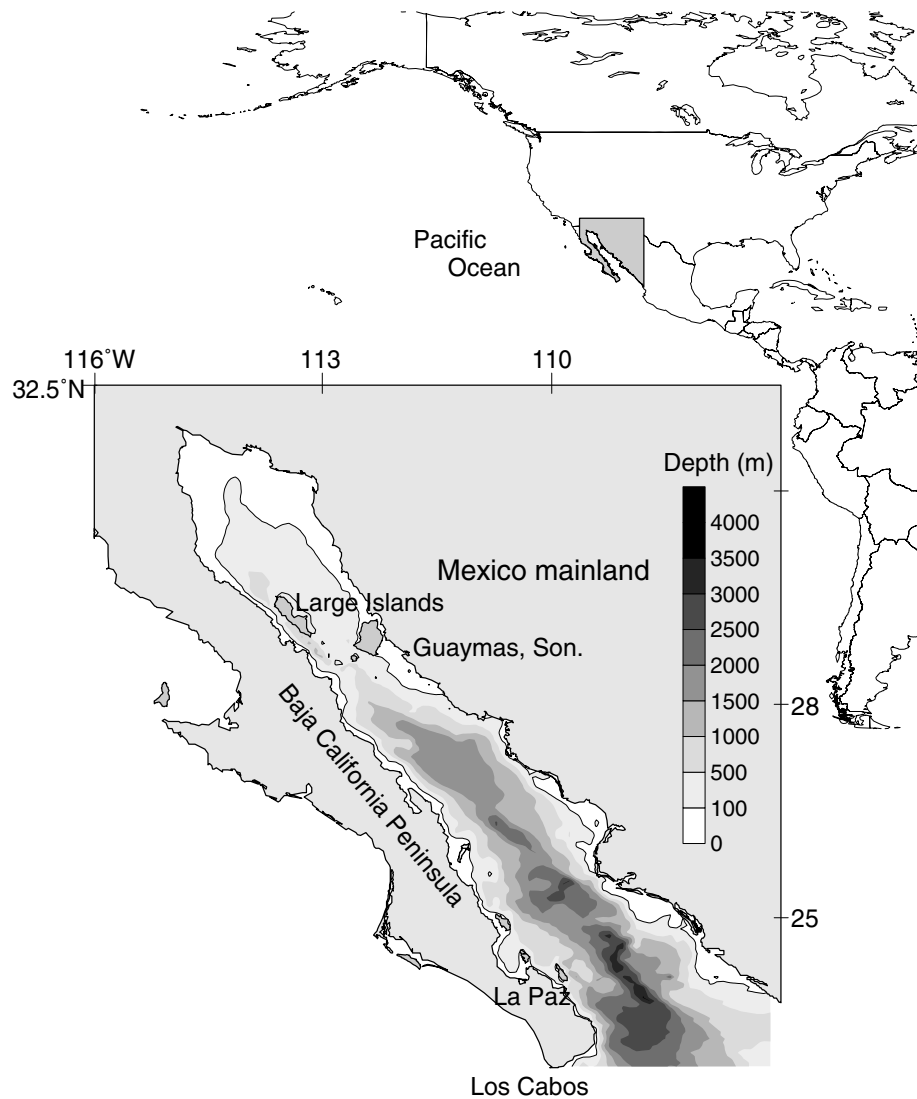 Pacific
Ocean
116˚W
113
110
32.5˚N
Depth (m)
4000
3500
3000
2500
2000
1500
1000
500
100
0
Mexico mainland
Large Islands
Guaymas, Son.
28
Baja California Peninsula
25
La Paz
Los Cabos